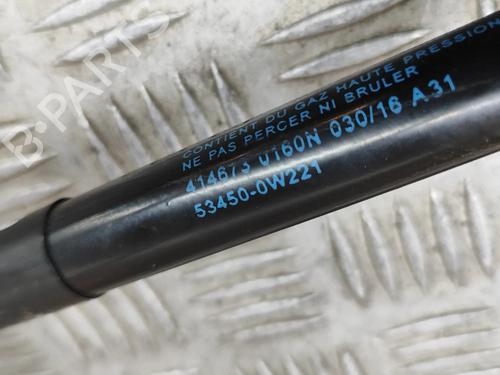 CONTIENT DU GAZ HAUTE PRESSION
NE PAS PERCER NI BRULER
414673 0160N 030/16 A31
53450-0W221
B-PARTS